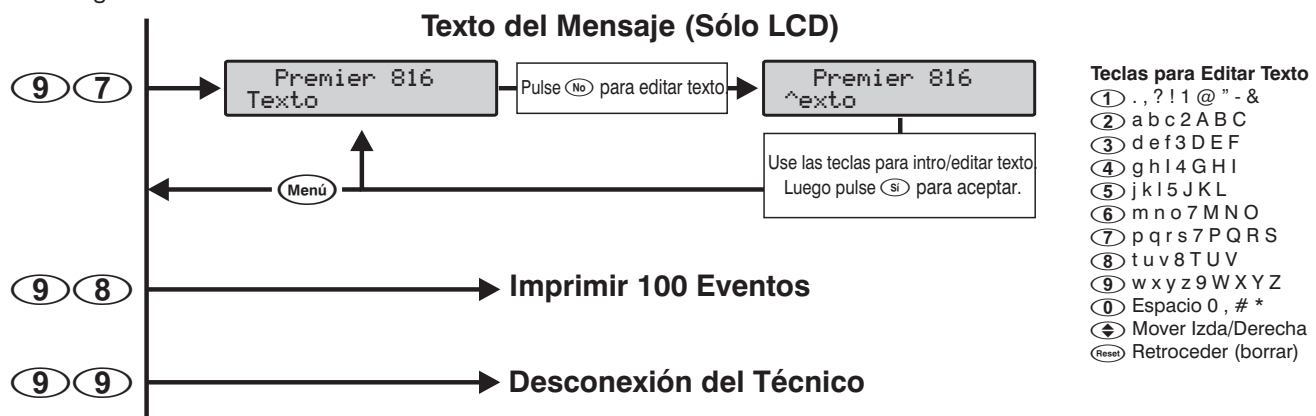 Texto del Mensaje (Sólo LCD)
9 7
Premier 816
Texto
Pulse No para editar texto.
Premier 816
^exto
Use las teclas para intro/editar texto.
Luego pulse Sí para aceptar.
Menú
9 8
Imprimir 100 Eventos
9 9
Desconexión del Técnico
Teclas para Editar Texto
1 . , ? ! 1 @ " - &
2 a b c 2 A B C
3 d e f 3 D E F
4 g h I 4 G H I
5 j k l 5 J K L
6 m n o 7 M N O
7 p q r s 7 P Q R S
8 t u v 8 T U V
9 w x y z 9 W X Y Z
0 Espacio 0 , # *
Mover Izda/Derecha
Reset Retroceder (borrar)